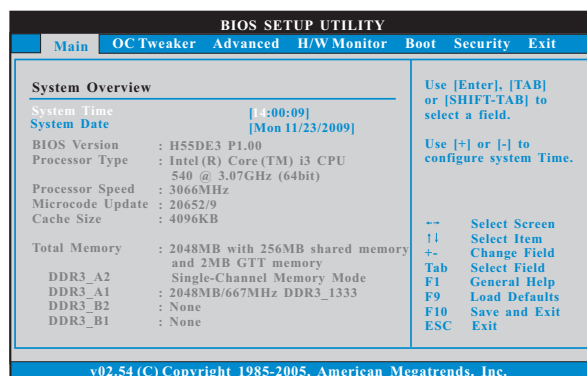 BIOS SETUP UTILITY
Main OC Tweaker Advanced H/W Monitor Boot Security Exit
System Overview
System Time [14:00:09]
System Date [Mon 11/23/2009]
BIOS Version : H55DE3 P1.00
Processor Type : Intel (R) Core (TM) i3 CPU
540 @ 3.07GHz (64bit)
Processor Speed : 3066MHz
Microcode Update : 20652/9
Cache Size : 4096KB
Total Memory : 2048MB with 256MB shared memory
and 2MB GTT memory
DDR3_A2 Single-Channel Memory Mode
DDR3_A1 : 2048MB/667MHz DDR3_1333
DDR3_B2 : None
DDR3_B1 : None
Use [Enter], [TAB]
or [SHIFT-TAB] to
select a field.
Use [+] or [-] to
configure system Time.
←→ Select Screen
↑↓ Select Item
+- Change Field
Tab Select Field
F1 General Help
F9 Load Defaults
F10 Save and Exit
ESC Exit
v02.54 (C) Copyright 1985-2005, American Megatrends, Inc.